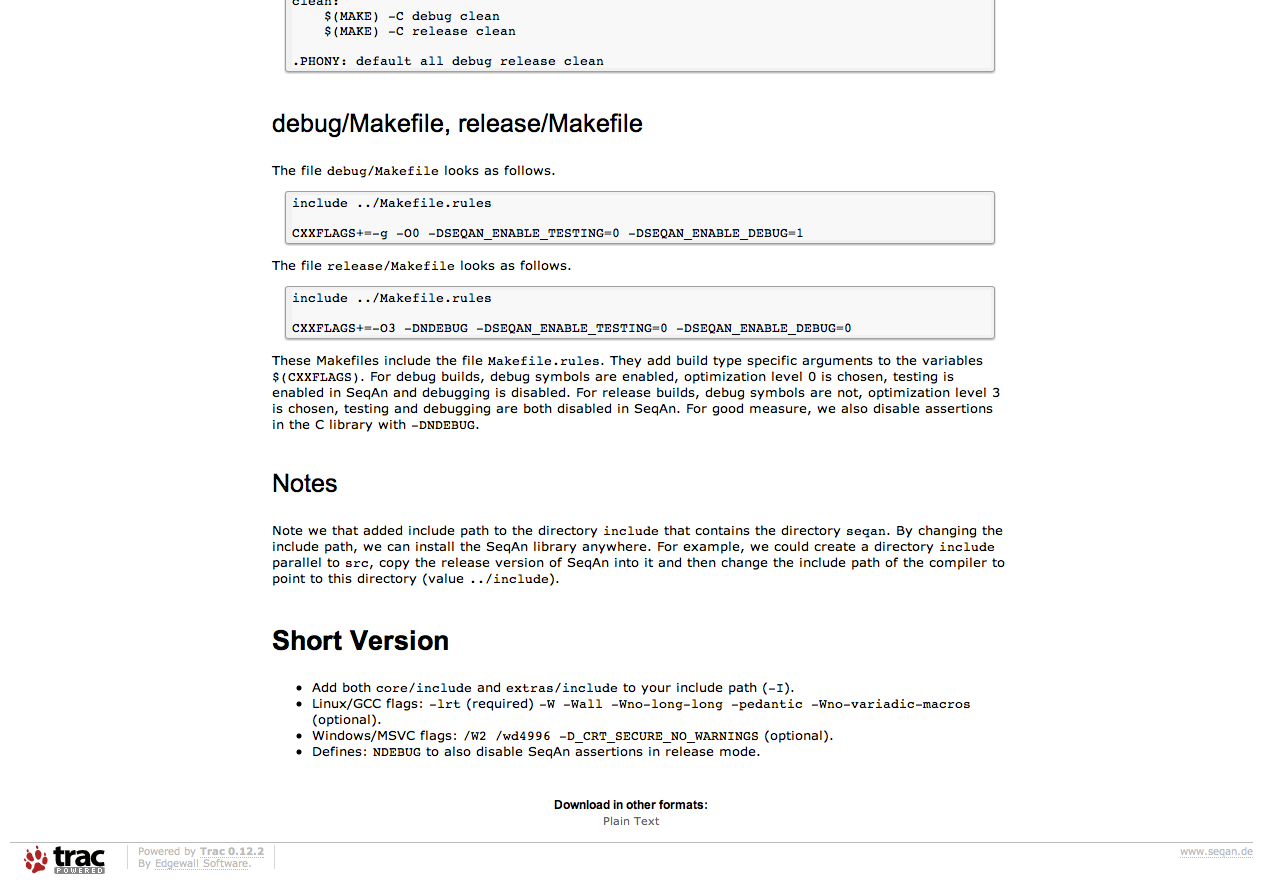 clean:
    $(MAKE) -C debug clean
    $(MAKE) -C release clean

.PHONY: default all debug release clean
debug/Makefile, release/Makefile
The file debug/Makefile looks as follows.
include ../Makefile.rules

CXXFLAGS+=-g -O0 -DSEQAN_ENABLE_TESTING=0 -DSEQAN_ENABLE_DEBUG=1
The file release/Makefile looks as follows.
include ../Makefile.rules

CXXFLAGS+=-O3 -DNDEBUG -DSEQAN_ENABLE_TESTING=0 -DSEQAN_ENABLE_DEBUG=0
These Makefiles include the file Makefile.rules. They add build type specific arguments to the variables
$(CXXFLAGS). For debug builds, debug symbols are enabled, optimization level 0 is chosen, testing is
enabled in SeqAn and debugging is disabled. For release builds, debug symbols are not, optimization level 3
is chosen, testing and debugging are both disabled in SeqAn. For good measure, we also disable assertions
in the C library with -DNDEBUG.
Notes
Note we that added include path to the directory include that contains the directory seqan. By changing the
include path, we can install the SeqAn library anywhere. For example, we could create a directory include
parallel to src, copy the release version of SeqAn into it and then change the include path of the compiler to
point to this directory (value ../include).
Short Version
• Add both core/include and extras/include to your include path (-I).
• Linux/GCC flags: -lrt (required) -W -Wall -Wno-long-long -pedantic -Wno-variadic-macros
(optional).
• Windows/MSVC flags: /W2 /wd4996 -D_CRT_SECURE_NO_WARNINGS (optional).
• Defines: NDEBUG to also disable SeqAn assertions in release mode.
Download in other formats:
Plain Text
trac
POWERED
Powered by Trac 0.12.2
By Edgewall Software.
www.seqan.de